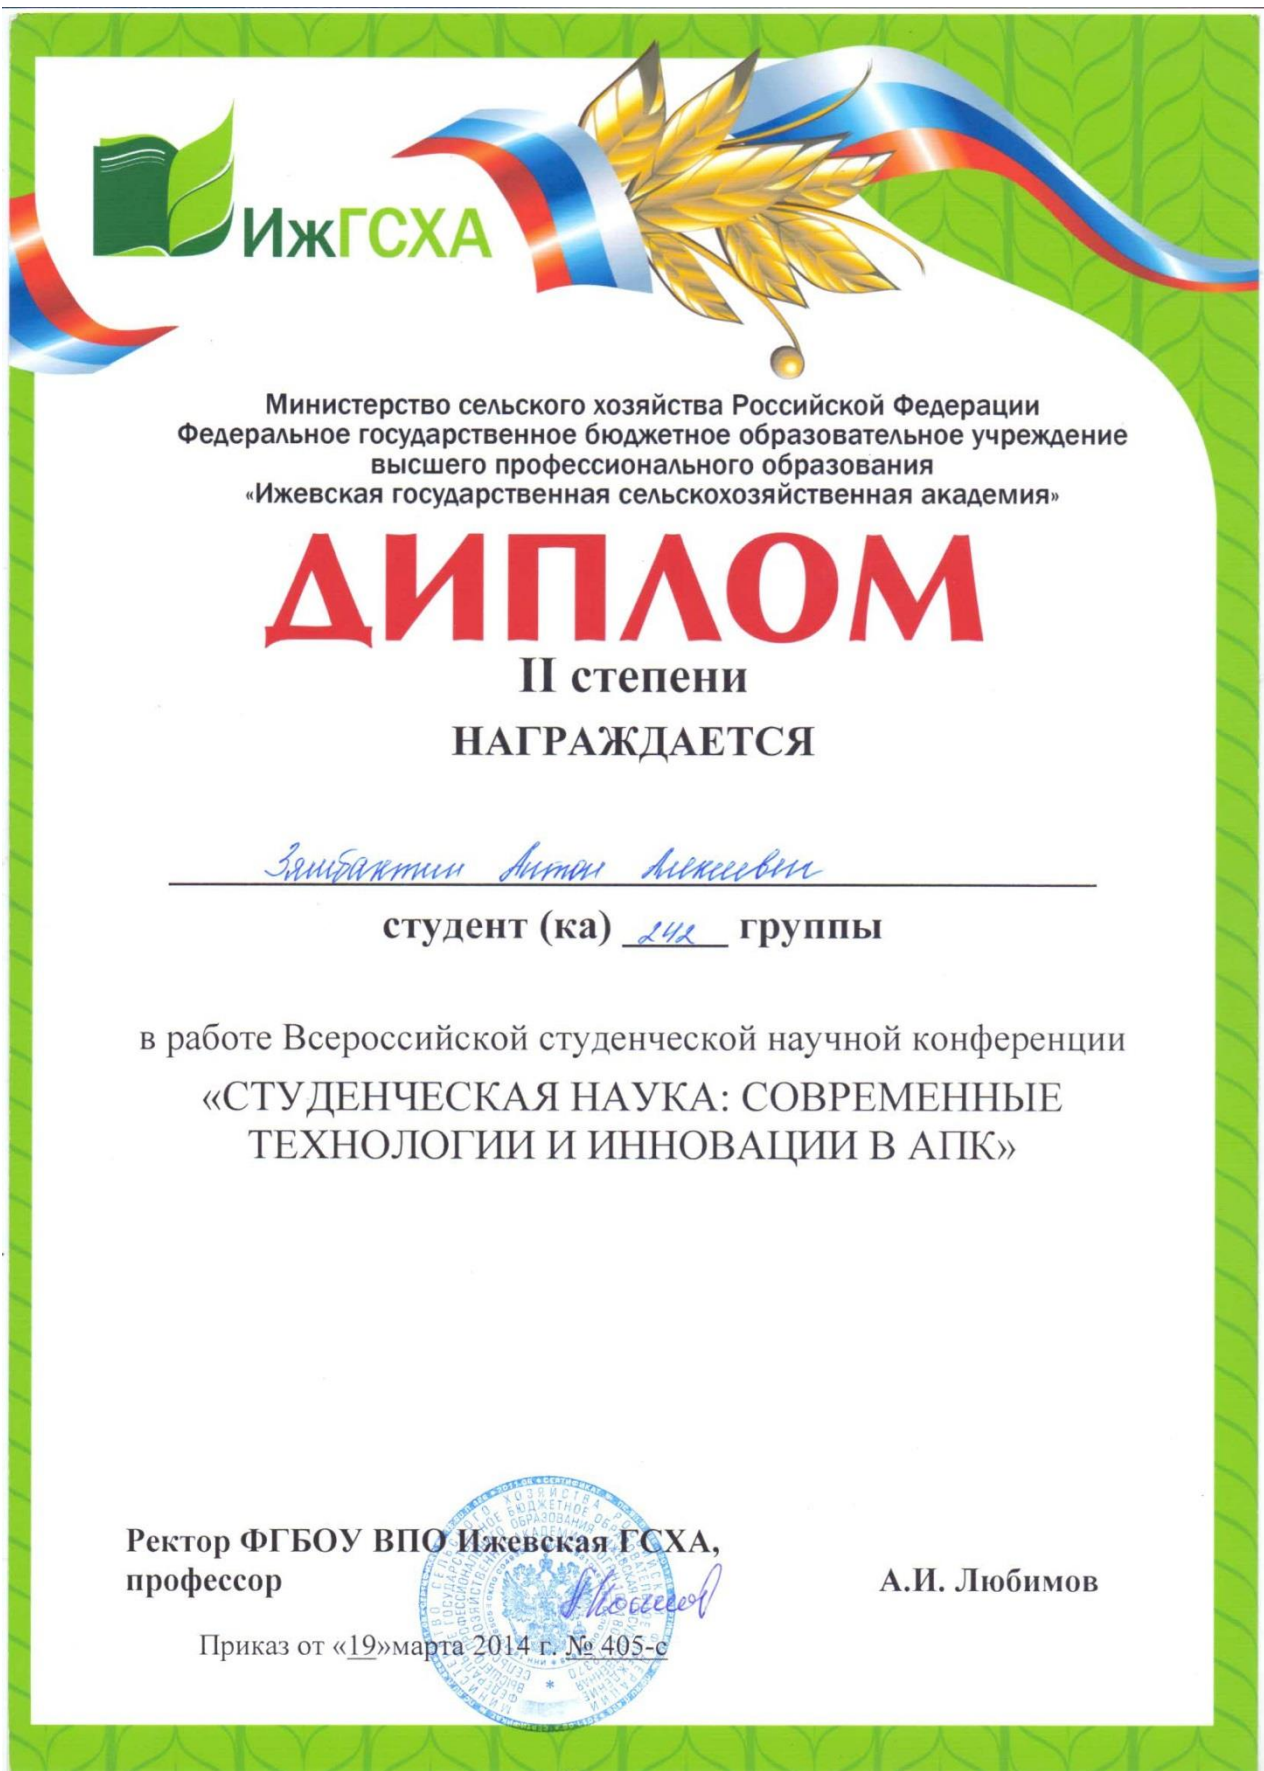 ИжГСХА
Министерство сельского хозяйства Российской Федерации
Федеральное государственное бюджетное образовательное учреждение
высшего профессионального образования
«Ижевская государственная сельскохозяйственная академия»
ДИПЛОМ
II степени
НАГРАЖДАЕТСЯ
Антон Алексеевич
студент (ка) 242 группы
в работе Всероссийской студенческой научной конференции
«СТУДЕНЧЕСКАЯ НАУКА: СОВРЕМЕННЫЕ
ТЕХНОЛОГИИ И ИННОВАЦИИ В АПК»
Ректор ФГБОУ ВПО Ижевская ГСХА,
профессор А.И. Любимов
Приказ от «19»марта 2014 г. № 405-с